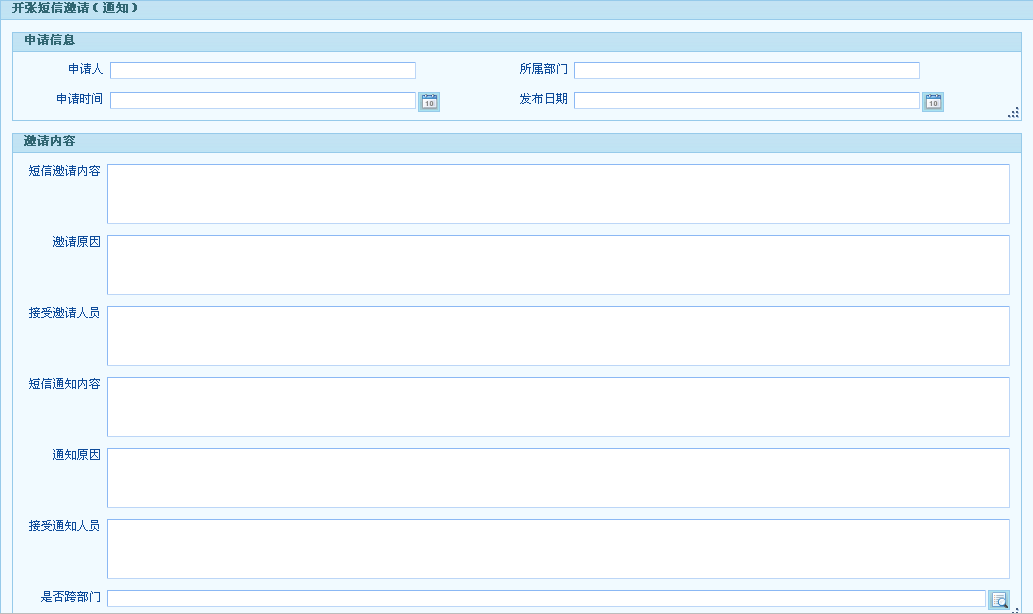 开张短信邀请（通知）
申请信息
申请人 所属部门
申请时间 10 发布日期 10
邀请内容
短信邀请内容
邀请原因
接受邀请人员
短信通知内容
通知原因
接受通知人员
是否跨部门